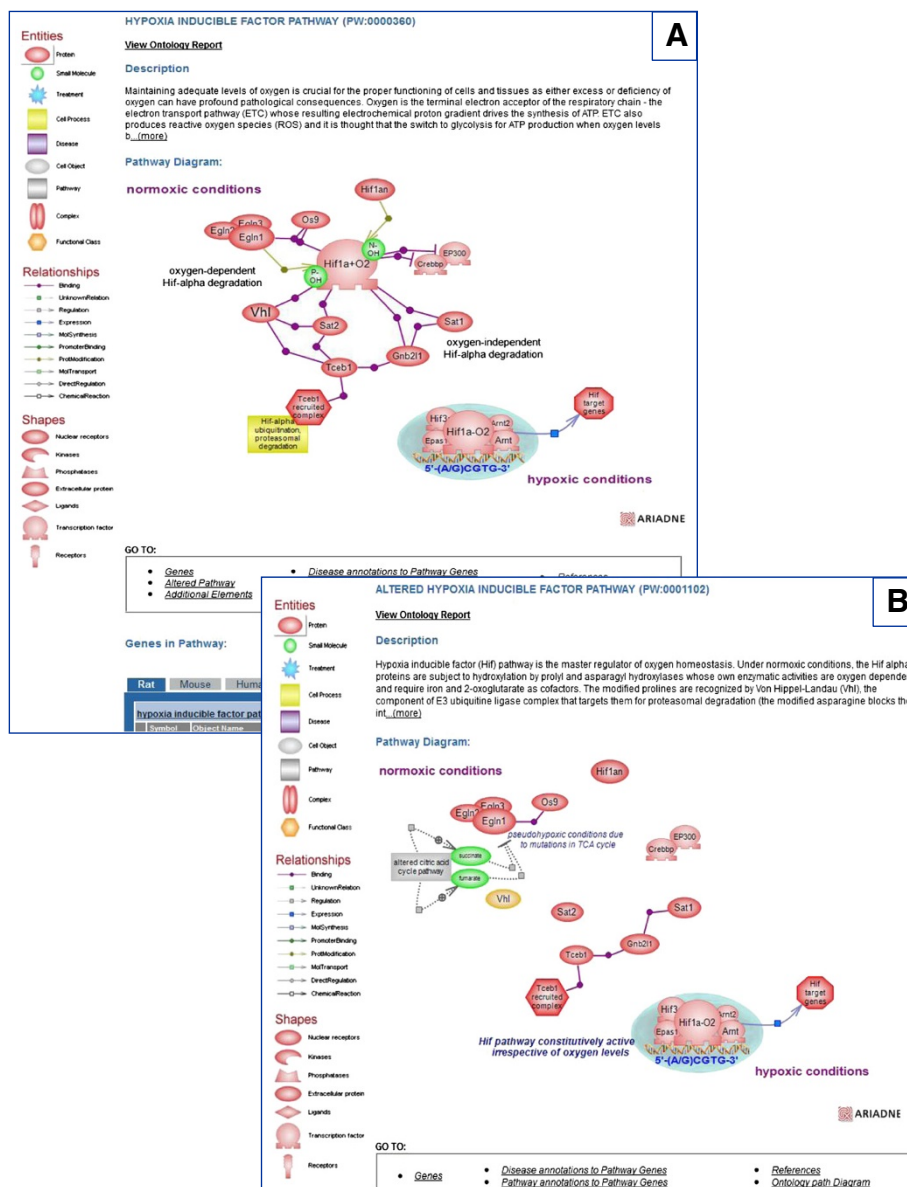 HYPOXIA INDUCIBLE FACTOR PATHWAY (PW:0000360)
A
View Ontology Report
Description
Maintaining adequate levels of oxygen is crucial for the proper functioning of cells and tissues as either excess or deficiency of
oxygen can have profound pathological consequences. Oxygen is the terminal electron acceptor of the respiratory chain - the
electron transport pathway (ETC) whose resulting electrochemical proton gradient drives the synthesis of ATP. ETC also
produces reactive oxygen species (ROS) and it is thought that the switch to glycolysis for ATP production when oxygen levels
b...(more)
Entities
Protein
Small Molecule
Treatment
Cell Process
Disease
Cell Object
Pathway
Complex
Functional Class
Relationships
Binding
UnknownRelation
Regulation
Expression
MolSynthesis
PromoterBinding
ProtModification
MolTransport
DirectRegulation
ChemicalReaction
Shapes
Nuclear receptors
Kinases
Phosphatases
Extracellular protein
Ligands
Transcription factor
Receptors
Pathway Diagram:
normoxic conditions
Hif1an
Os9
Egln3
Egln2
Egln1
N-
OH
Hif1a+O2
P-
OH
EP300
Crebbp
oxygen-dependent
Hif-alpha degradation
Vhl
Sat2
Sat1
oxygen-independent
Hif-alpha degradation
Gnb2l1
Tceb1
Tceb1
recruited
complex
Hif-alpha
ubiquitination,
proteasomal
degradation
Hif
target
genes
Hif3
Arnt2
Hif1a-O2
Epas1
Arnt
5'-(A/G)CGTG-3'
hypoxic conditions
ARIADNE
GO TO:
Genes
Altered Pathway
Additional Elements
Disease annotations to Pathway Genes
References
Genes in Pathway:
Rat
Mouse
Huma
hypoxia inducible factor pat
Symbol
Object Name
ALTERED HYPOXIA INDUCIBLE FACTOR PATHWAY (PW:0001102)
B
View Ontology Report
Description
Hypoxia inducible factor (Hif) pathway is the master regulator of oxygen homeostasis. Under normoxic conditions, the Hif alpha
proteins are subject to hydroxylation by prolyl and asparagyl hydroxylases whose own enzymatic activities are oxygen depende
and require iron and 2-oxoglutarate as cofactors. The modified prolines are recognized by Von Hippel-Landau (Vhl), the
component of E3 ubiquitine ligase complex that targets them for proteasomal degradation (the modified asparagine blocks the
int...(more)
Entities
Protein
Small Molecule
Treatment
Cell Process
Disease
Cell Object
Pathway
Complex
Functional Class
Relationships
Binding
UnknownRelation
Regulation
Expression
MolSynthesis
PromoterBinding
ProtModification
MolTransport
DirectRegulation
ChemicalReaction
Shapes
Nuclear receptors
Kinases
Phosphatases
Extracellular protein
Ligands
Transcription factor
Receptors
Pathway Diagram:
normoxic conditions
Hif1an
Os9
Egln3
Egln2
Egln1
pseudohypoxic conditions due
to mutations in TCA cycle
EP300
Crebbp
altered citric acid
cycle pathway
succinate
fumarate
Vhl
Sat2
Sat1
Gnb2l1
Tceb1
Tceb1
recruited
complex
Hif
target
genes
Hif3
Arnt2
Hif1a-O2
Epas1
Arnt
5'-(A/G)CGTG-3'
Hif pathway constitutively active
irrespective of oxygen levels
hypoxic conditions
ARIADNE
GO TO:
Genes
Disease annotations to Pathway Genes
Pathway annotations to Pathway Genes
References
Ontology path Diagram